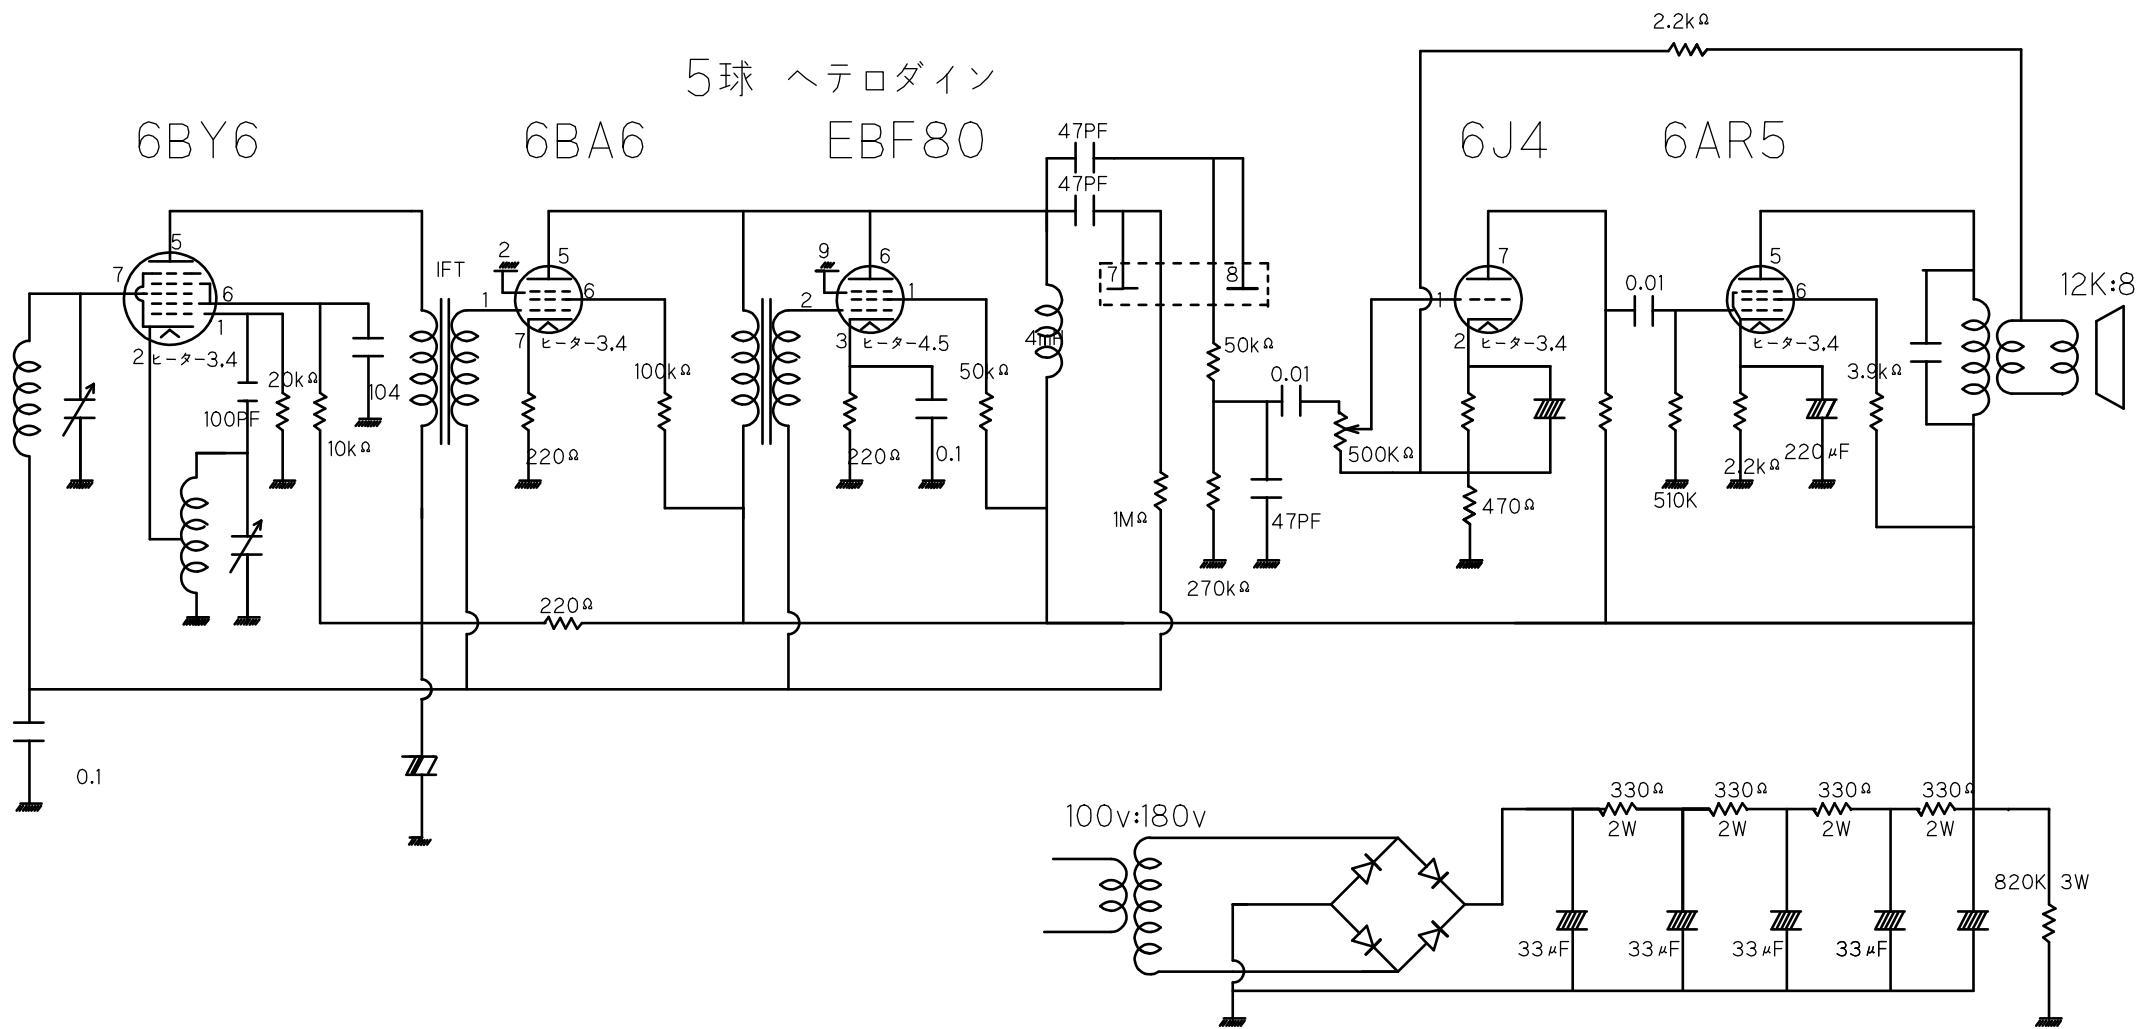 2.2kΩ
5球 ヘテロダイン
6BY6
6BA6
EBF80
47PF
47PF
6J4
6AR5
5
7
6
1
2
ヒーター3.4
IFT
2
5
1
6
7
ヒーター3.4
9
6
2
1
3
ヒーター4.5
4mH
7
8
7
1
2
ヒーター3.4
0.01
5
6
ヒーター3.4
12K:8
20kΩ
104
100PF
10kΩ
100kΩ
220Ω
50kΩ
220Ω
0.1
50kΩ
0.01
500KΩ
3.9kΩ
2.2kΩ
220μF
510K
470Ω
1MΩ
47PF
270kΩ
220Ω
0.1
100v:180v
330Ω
2W
330Ω
2W
330Ω
2W
330Ω
2W
820K 3W
33μF
33μF
33μF
33μF